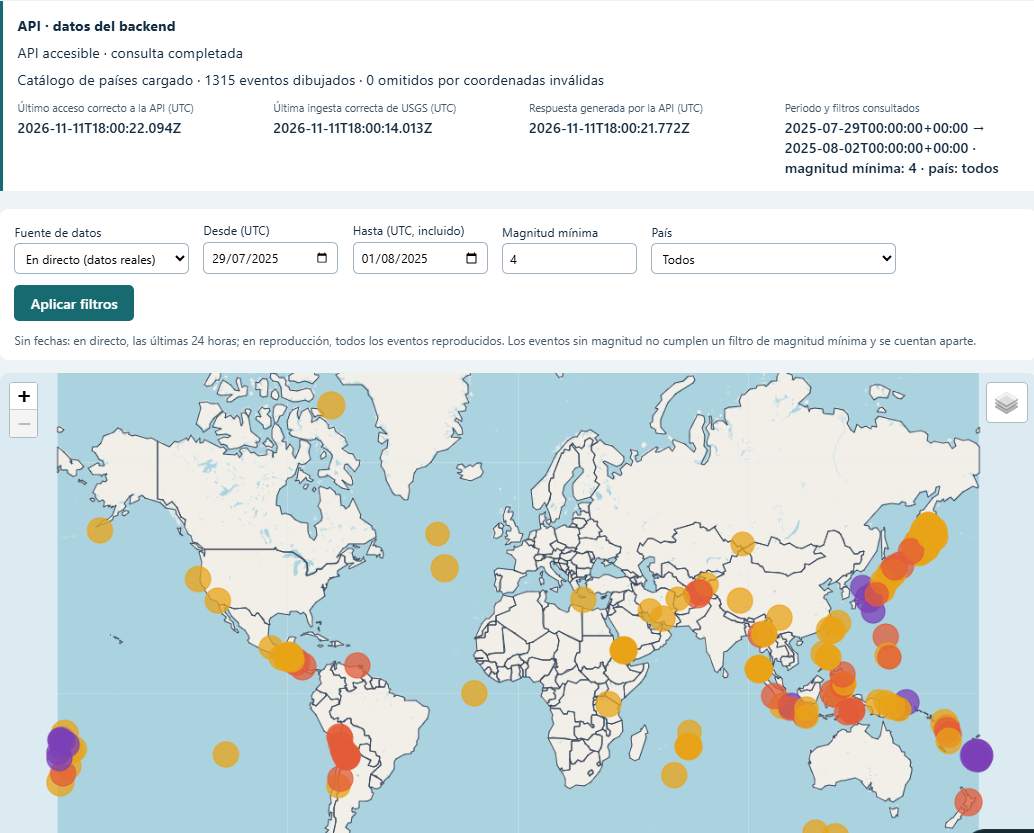 API · datos del backend
API accesible · consulta completada
Catálogo de países cargado · 1315 eventos dibujados · 0 omitidos por coordenadas inválidas
Último acceso correcto a la API (UTC)
2026-11-11T18:00:22.094Z
Última ingesta correcta de USGS (UTC)
2026-11-11T18:00:14.013Z
Respuesta generada por la API (UTC)
2026-11-11T18:00:21.772Z
Periodo y filtros consultados
2025-07-29T00:00:00+00:00 →
2025-08-02T00:00:00+00:00 ·
magnitud mínima: 4 · país: todos
Fuente de datos
En directo (datos reales)
Desde (UTC)
29/07/2025
Hasta (UTC, incluido)
01/08/2025
Magnitud mínima
4
País
Todos
Aplicar filtros
Sin fechas: en directo, las últimas 24 horas; en reproducción, todos los eventos reproducidos. Los eventos sin magnitud no cumplen un filtro de magnitud mínima y se cuentan aparte.
+
−